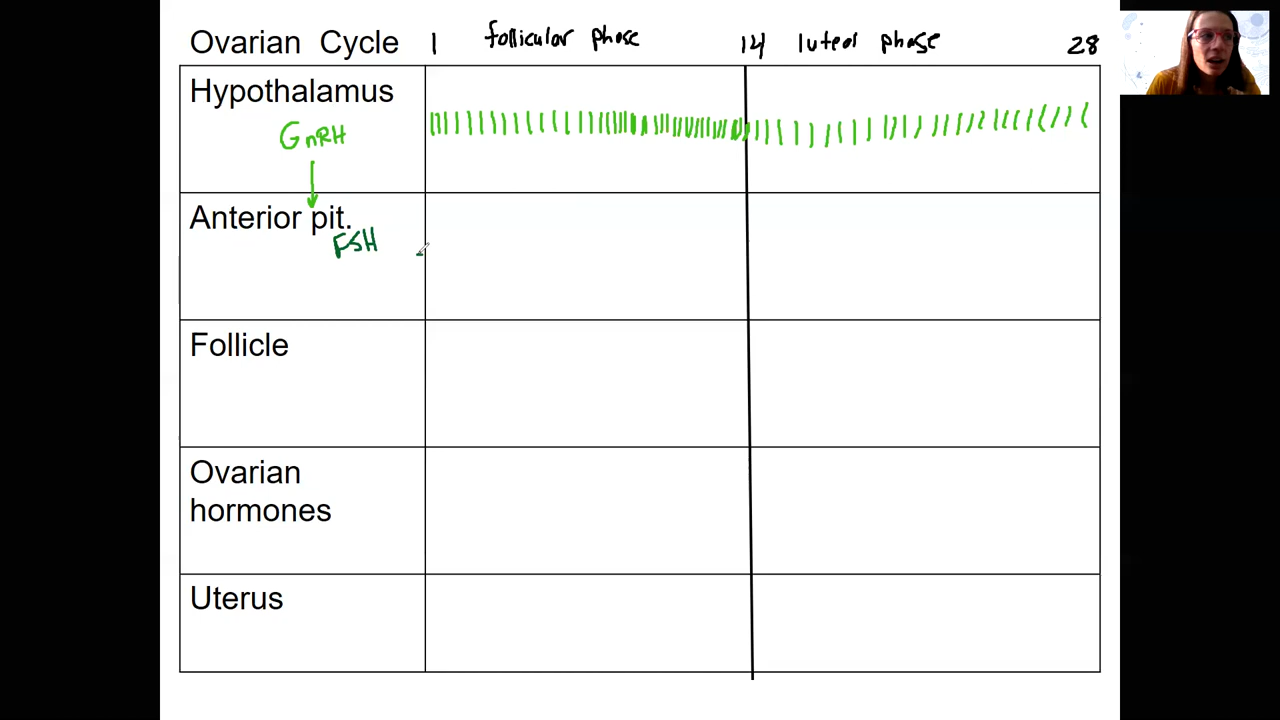 Ovarian Cycle 1 follicular phase 14 luteal phase 28
Hypothalamus
GnRH
Anterior pit.
FSH
Follicle
Ovarian
hormones
Uterus